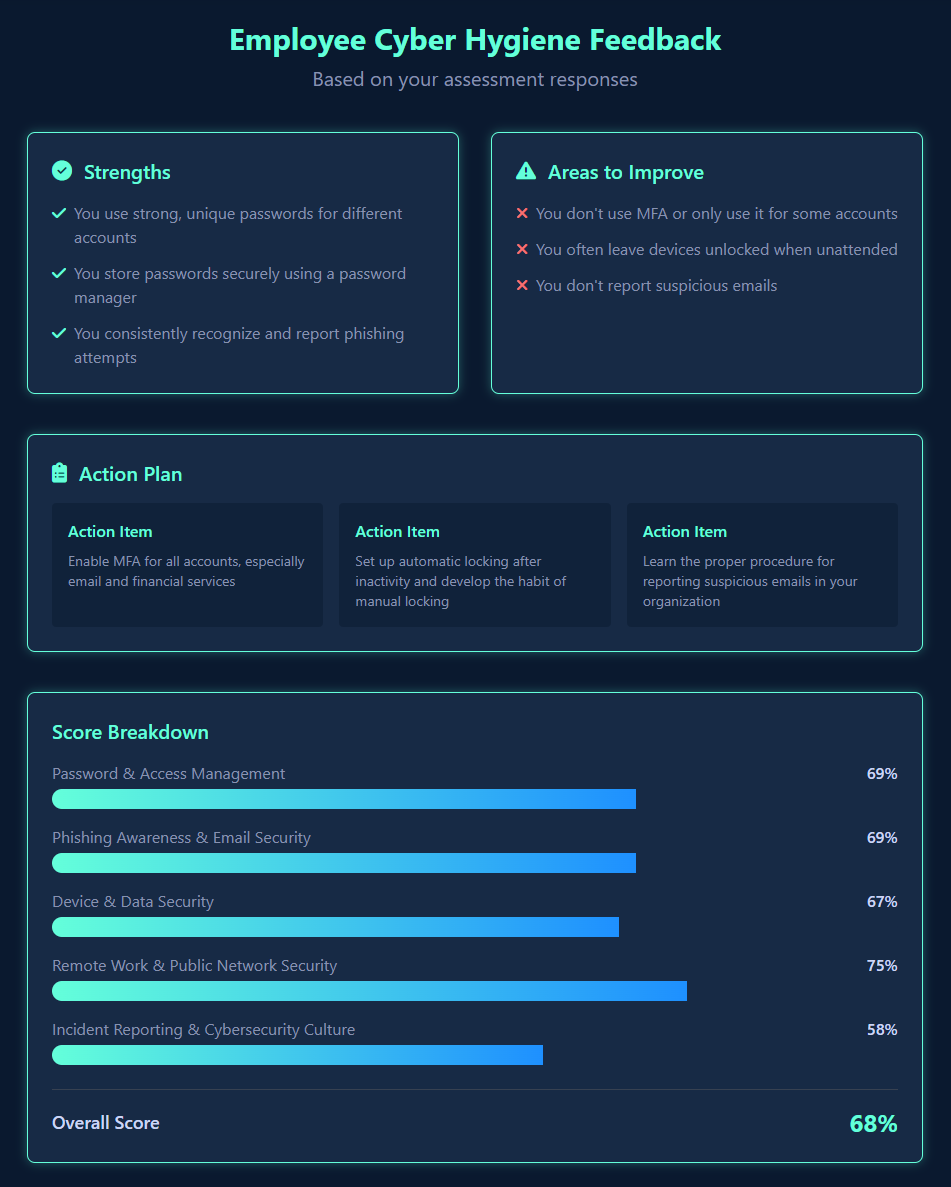 Employee Cyber Hygiene Feedback
Based on your assessment responses
Strengths
You use strong, unique passwords for different
accounts
You store passwords securely using a password
manager
You consistently recognize and report phishing
attempts
Areas to Improve
You don't use MFA or only use it for some accounts
You often leave devices unlocked when unattended
You don't report suspicious emails
Action Plan
Action Item
Enable MFA for all accounts, especially
email and financial services
Action Item
Set up automatic locking after
inactivity and develop the habit of
manual locking
Action Item
Learn the proper procedure for
reporting suspicious emails in your
organization
Score Breakdown
Password & Access Management 69%
Phishing Awareness & Email Security 69%
Device & Data Security 67%
Remote Work & Public Network Security 75%
Incident Reporting & Cybersecurity Culture 58%
Overall Score 68%